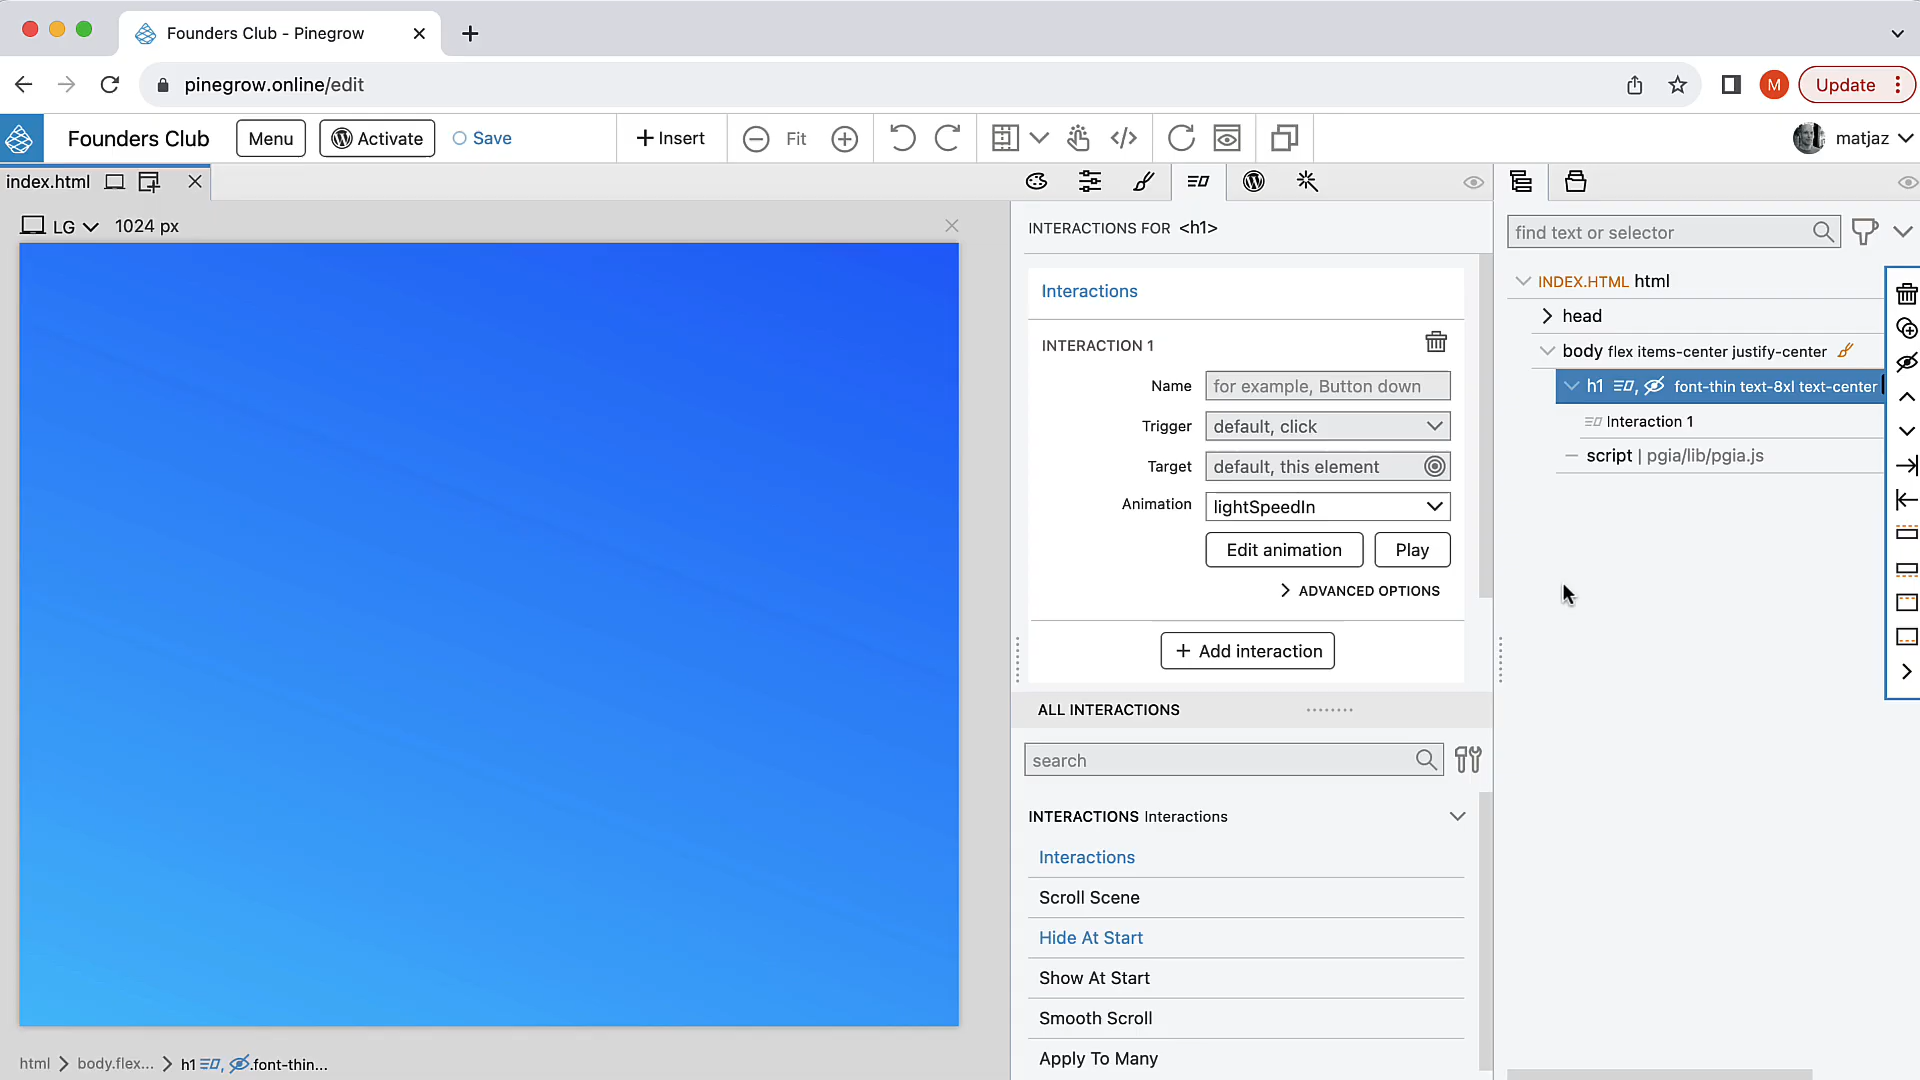 Founders Club - Pinegrow
pinegrow.online/edit
M
Update
Founders Club
Menu
Activate
Save
Insert
Fit
matjaz
index.html
LG
1024 px
INTERACTIONS FOR <h1>
Interactions
INTERACTION 1
Name
for example, Button down
Trigger
default, click
Target
default, this element
Animation
lightSpeedIn
Edit animation
Play
ADVANCED OPTIONS
+ Add interaction
ALL INTERACTIONS
search
INTERACTIONS Interactions
Interactions
Scroll Scene
Hide At Start
Show At Start
Smooth Scroll
Apply To Many
find text or selector
INDEX.HTML html
head
body flex items-center justify-center
h1 , font-thin text-8xl text-center
Interaction 1
script | pgia/lib/pgia.js
html > body.flex... > h1 , .font-thin...